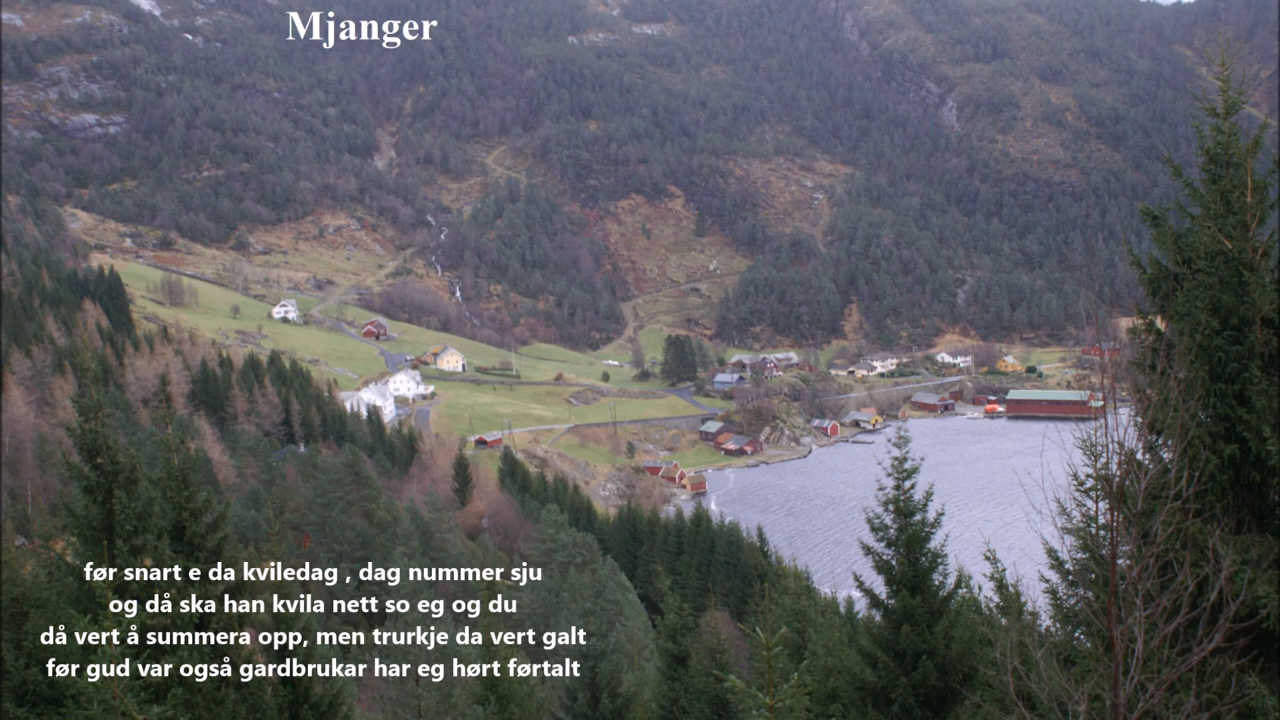 Mjanger
før snart e da kviledag , dag nummer sju
og då ska han kvila nett so eg og du
då vert å summera opp, men trurkje da vert galt
før gud var også gardbrukar har eg hørt førtalt